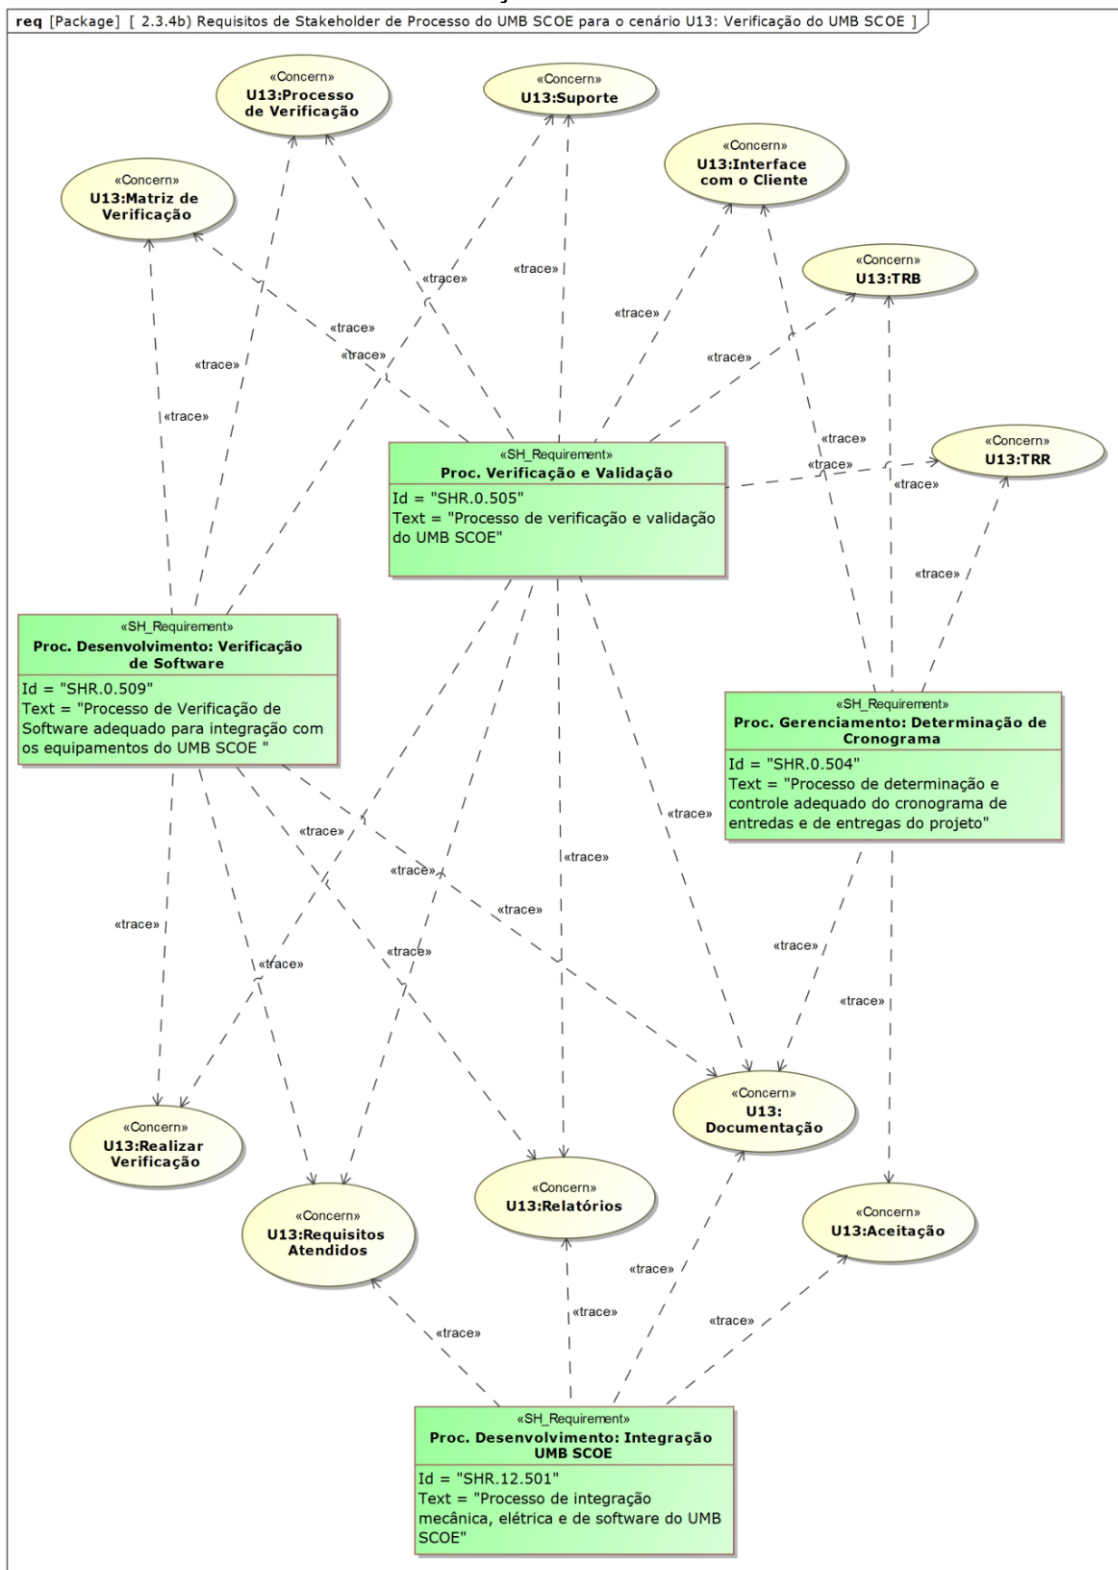 req [Package] [ 2.3.4b) Requisitos de Stakeholder de Processo do UMB SCOE para o cenário U13: Verificação do UMB SCOE ]
«Concern»
U13:Processo
de Verificação
«Concern»
U13:Suporte
«Concern»
U13:Interface
com o Cliente
«Concern»
U13:Matriz de
Verificação
«Concern»
U13:TRB
«trace»
«trace»
«trace»
«trace»
«trace»
«trace»
«trace»
«trace»
«trace»
«trace»
«trace»
«Concern»
U13:TRR
«trace»
«trace»
«trace»
«SH_Requirement»
Proc. Verificação e Validação
Id = "SHR.0.505"
Text = "Processo de verificação e validação
do UMB SCOE"
«trace»
«SH_Requirement»
Proc. Desenvolvimento: Verificação
de Software
Id = "SHR.0.509"
Text = "Processo de Verificação de
Software adequado para integração com
os equipamentos do UMB SCOE "
«SH_Requirement»
Proc. Gerenciamento: Determinação de
Cronograma
Id = "SHR.0.504"
Text = "Processo de determinação e
controle adequado do cronograma de
entredas e de entregas do projeto"
«trace»
«trace»
«trace»
«trace»
«trace»
«trace»
«trace»
«trace»
«trace»
«trace»
«Concern»
U13:Realizar
Verificação
«Concern»
U13:Requisitos
Atendidos
«Concern»
U13:Relatórios
«Concern»
U13:
Documentação
«Concern»
U13:Aceitação
«trace»
«trace»
«trace»
«trace»
«SH_Requirement»
Proc. Desenvolvimento: Integração
UMB SCOE
Id = "SHR.12.501"
Text = "Processo de integração
mecânica, elétrica e de software do UMB
SCOE"